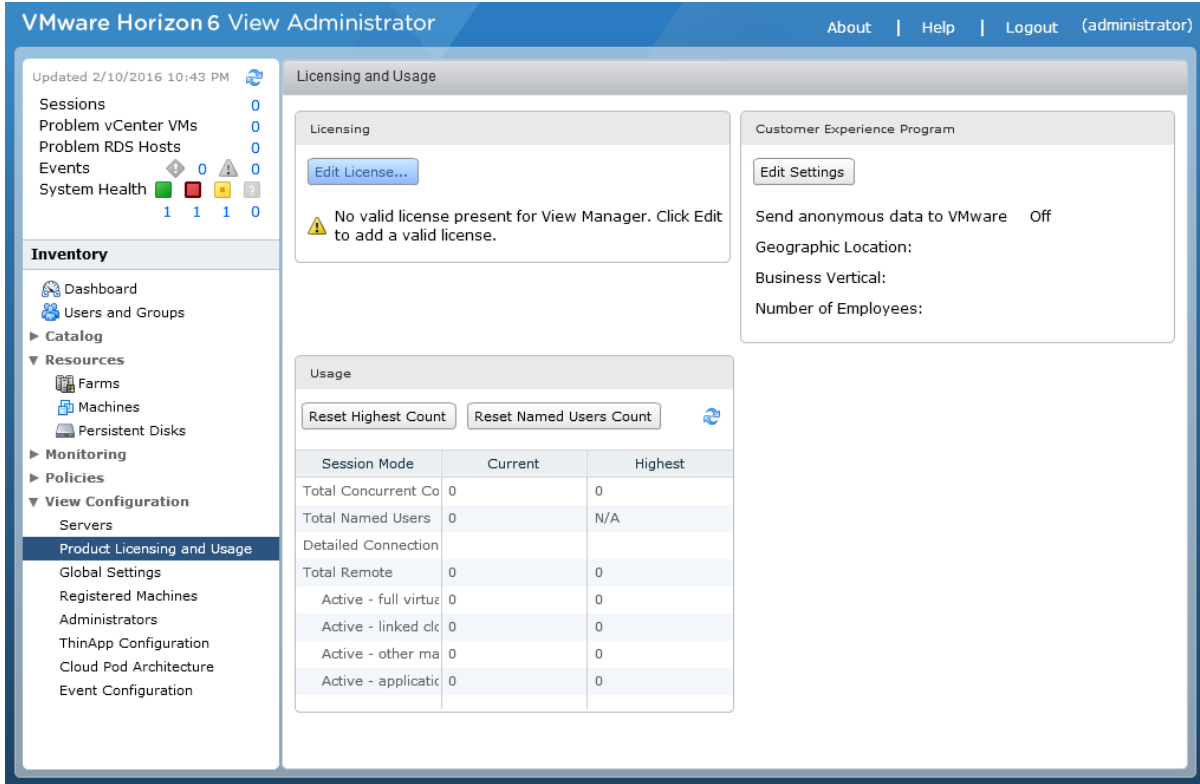 VMware Horizon 6 View Administrator
About | Help | Logout (administrator)
Updated 2/10/2016 10:43 PM
Sessions 0
Problem vCenter VMs 0
Problem RDS Hosts 0
Events 0 0
System Health
1 1 1 0
Inventory
Dashboard
Users and Groups
Catalog
Resources
Farms
Machines
Persistent Disks
Monitoring
Policies
View Configuration
Servers
Product Licensing and Usage
Global Settings
Registered Machines
Administrators
ThinApp Configuration
Cloud Pod Architecture
Event Configuration
Licensing and Usage
Licensing
Edit License...
No valid license present for View Manager. Click Edit
to add a valid license.
Customer Experience Program
Edit Settings
Send anonymous data to VMware Off
Geographic Location:
Business Vertical:
Number of Employees:
Usage
Reset Highest Count Reset Named Users Count
Session Mode Current Highest
Total Concurrent Co 0 0
Total Named Users 0 N/A
Detailed Connection
Total Remote 0 0
Active - full virtua 0 0
Active - linked clo 0 0
Active - other ma 0 0
Active - applicatic 0 0